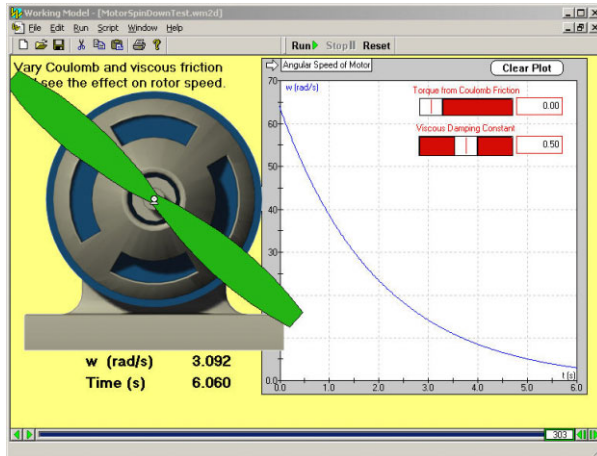 Working Model - [MotorSpinDownTest.wm2d]
File Edit Run Script Window Help
Run Stop Reset
Vary Coulomb and viscous friction
see the effect on rotor speed.
Angular Speed of Motor
Clear Plot
w (rad/s)
Torque from Coulomb Friction
0.00
Viscous Damping Constant
0.50
70
60
50
40
30
20
10
0.0
0.0 1.0 2.0 3.0 4.0 5.0 6.0
t (s)
w (rad/s) 3.092
Time (s) 6.060
303